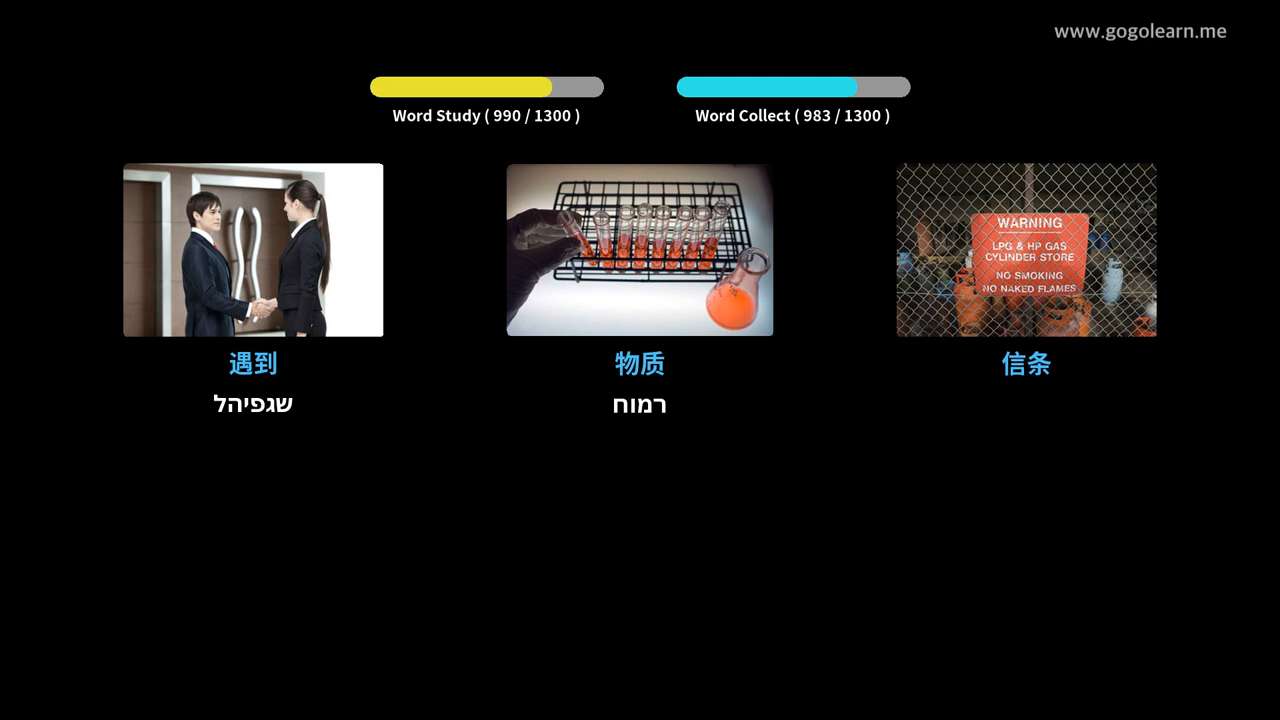 www.gogolearn.me
Word Study ( 990 / 1300 )
Word Collect ( 983 / 1300 )
WARNING
LPG & HP GAS
CYLINDER STORE
NO SMOKING
NO NAKED FLAMES
遇到
物质
信条
שגפיהל
רמוח